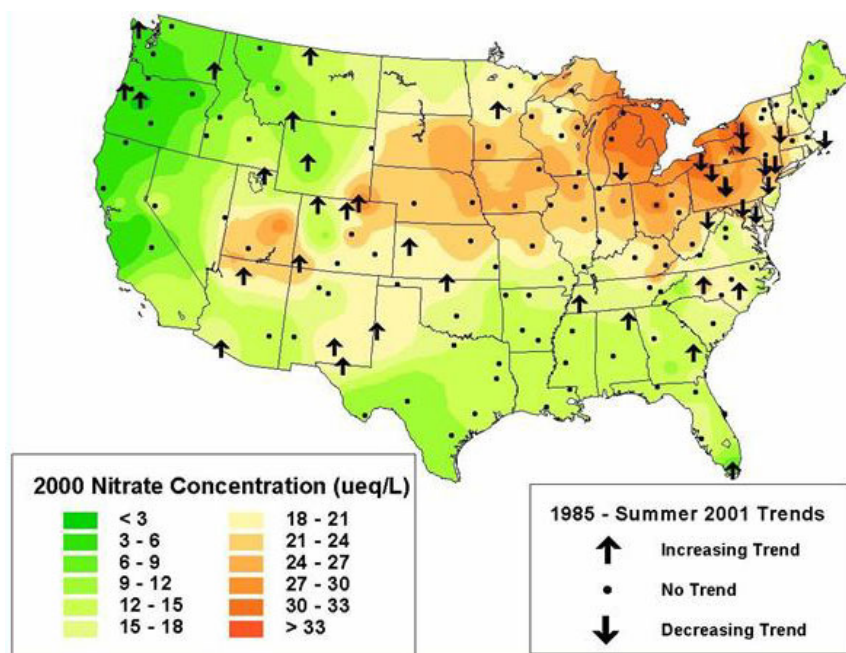 2000 Nitrate Concentration (ueq/L)
< 3
3 - 6
6 - 9
9 - 12
12 - 15
15 - 18
18 - 21
21 - 24
24 - 27
27 - 30
30 - 33
> 33
1985 - Summer 2001 Trends
Increasing Trend
No Trend
Decreasing Trend